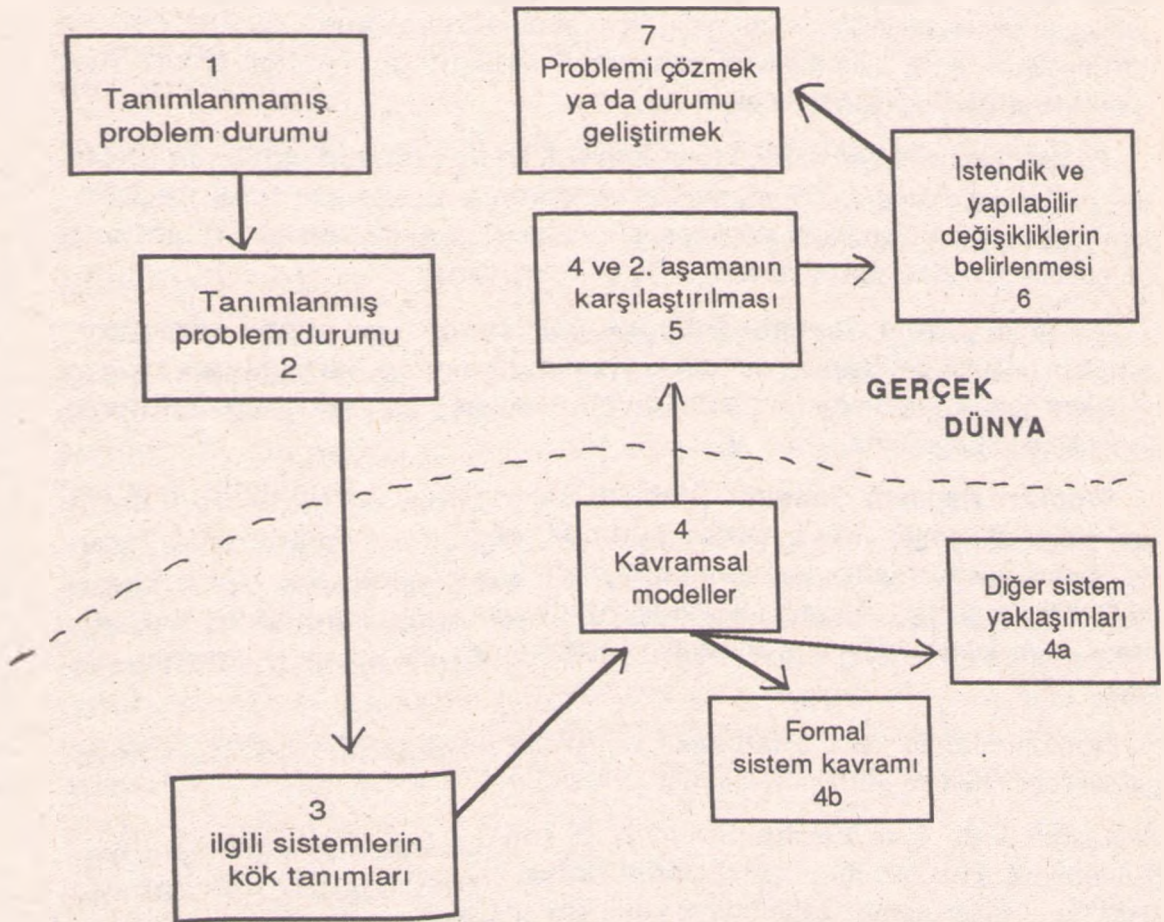 1
Tanımlanmamış
problem durumu
Tanımlanmış
problem durumu
2
3
ilgili sistemlerin
kök tanımları
4
Kavramsal
modeller
Diğer sistem
yaklaşımları
4a
Formal
sistem kavramı
4b
4 ve 2. aşamanın
karşılaştırılması
5
İstendik ve
yapılabilir
değişikliklerin
belirlenmesi
6
7
Problemi çözmek
ya da durumu
geliştirmek
GERÇEK
DÜNYA